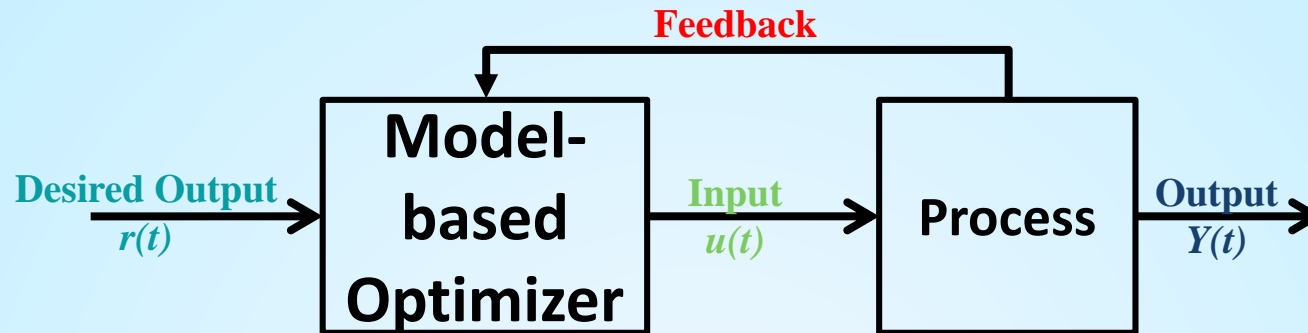 Feedback
Model-
based
Optimizer
Desired Output
r(t)
Input
u(t)
Process
Output
Y(t)